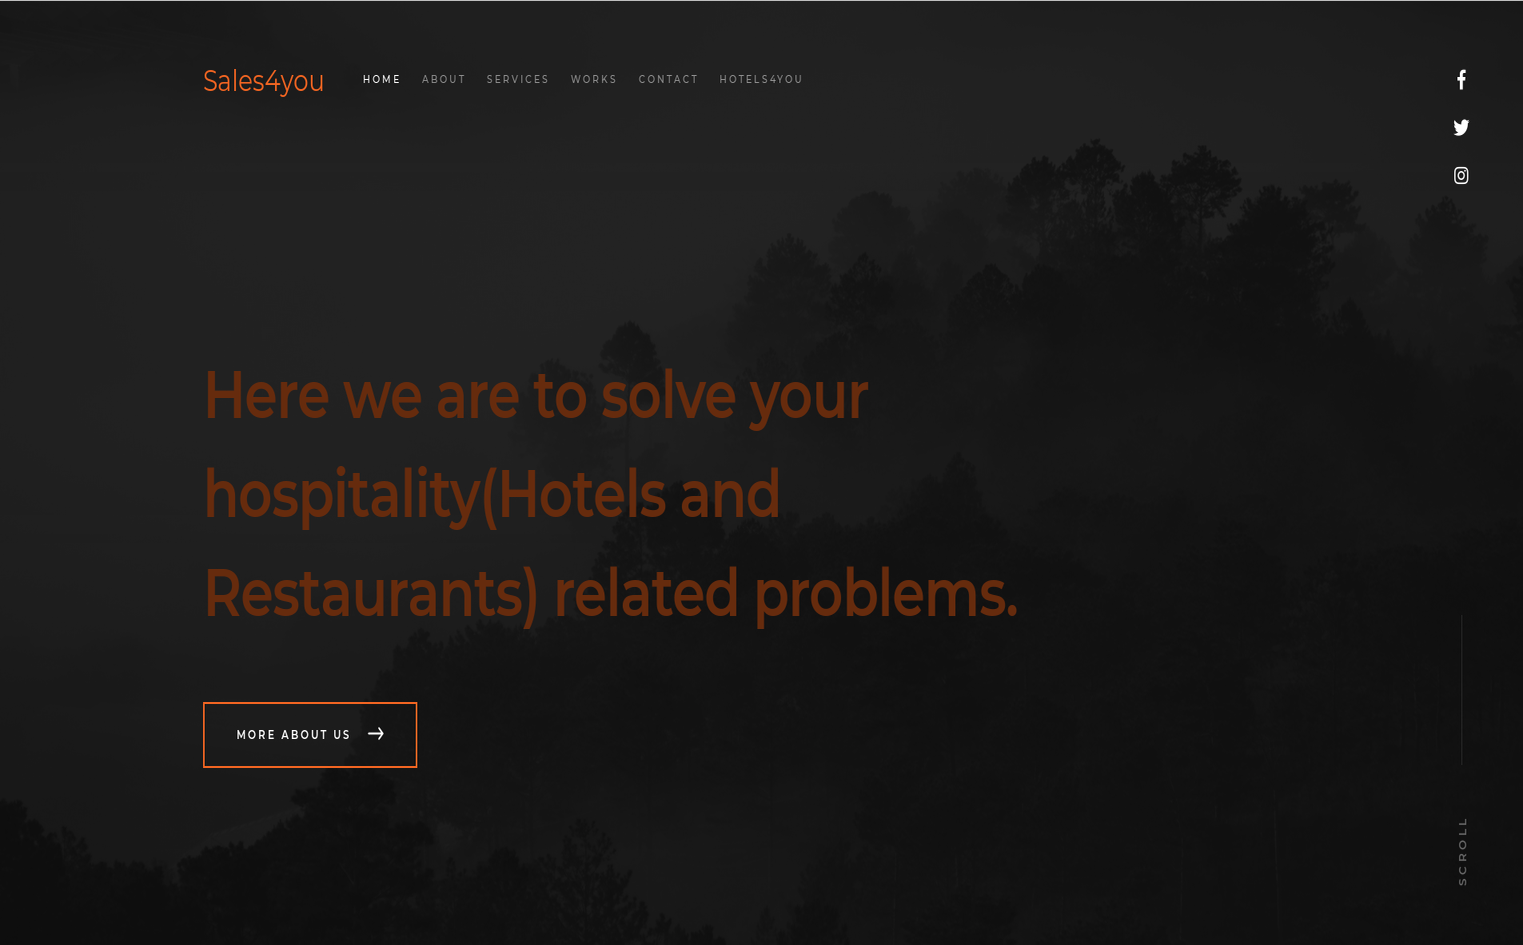 Sales4you
HOME ABOUT SERVICES WORKS CONTACT HOTELS4YOU
Here we are to solve your
hospitality(Hotels and
Restaurants) related problems.
MORE ABOUT US
SCROLL